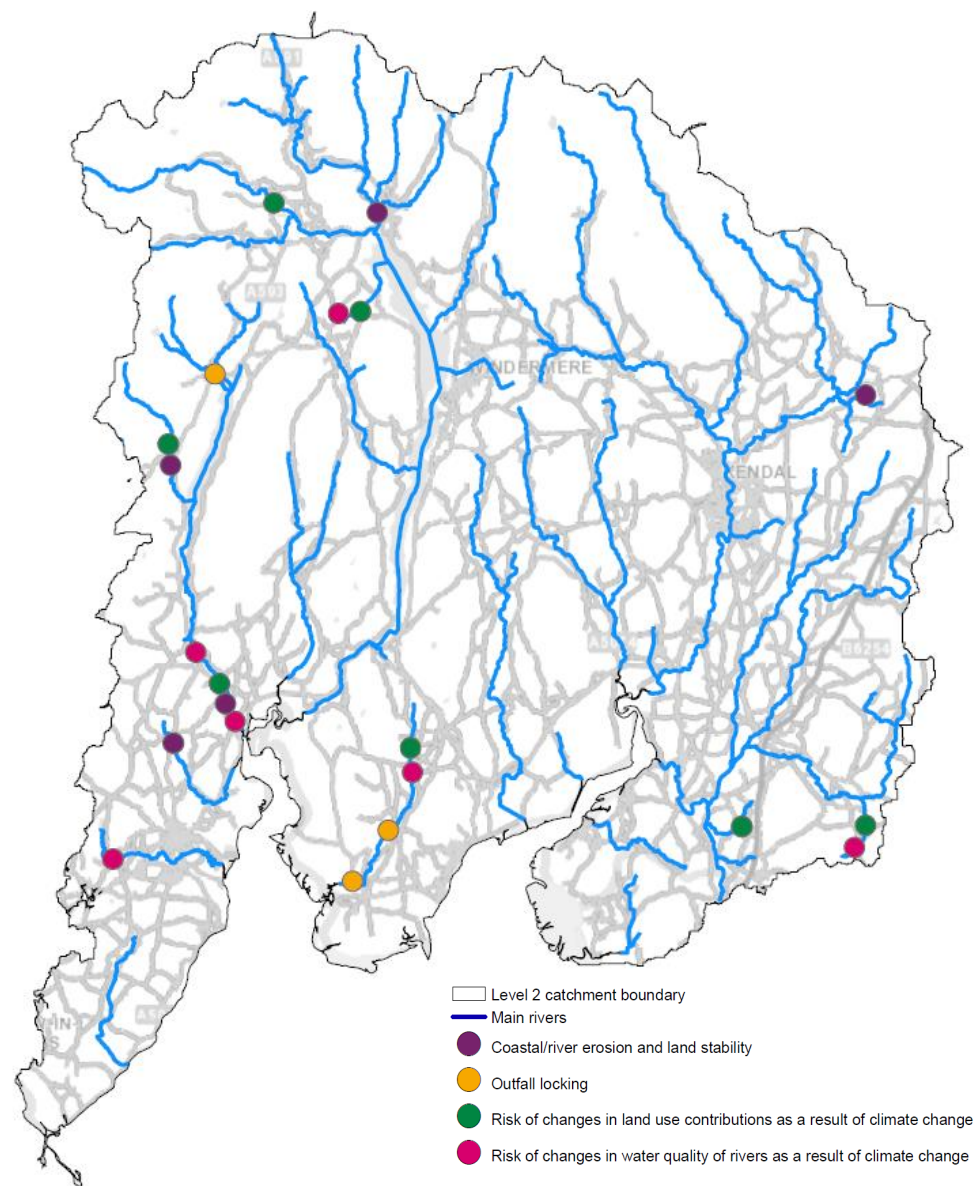 A591
A593
WINDERMERE
KENDAL
B6254
Level 2 catchment boundary
Main rivers
Coastal/river erosion and land stability
Outfall locking
Risk of changes in land use contributions as a result of climate change
Risk of changes in water quality of rivers as a result of climate change